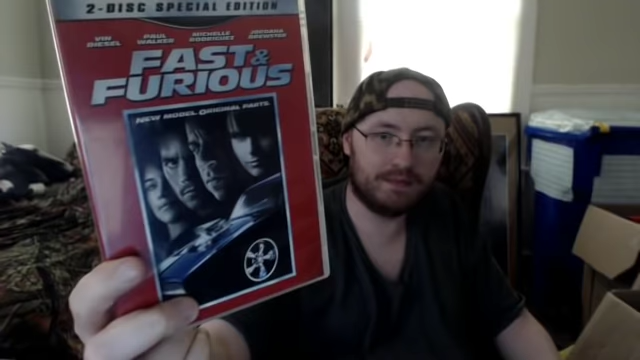 2-DISC SPECIAL EDITION
VIN DIESEL PAUL WALKER MICHELLE RODRIGUEZ JORDANA BREWSTER
FAST &
FURIOUS
NEW MODEL. ORIGINAL PARTS.